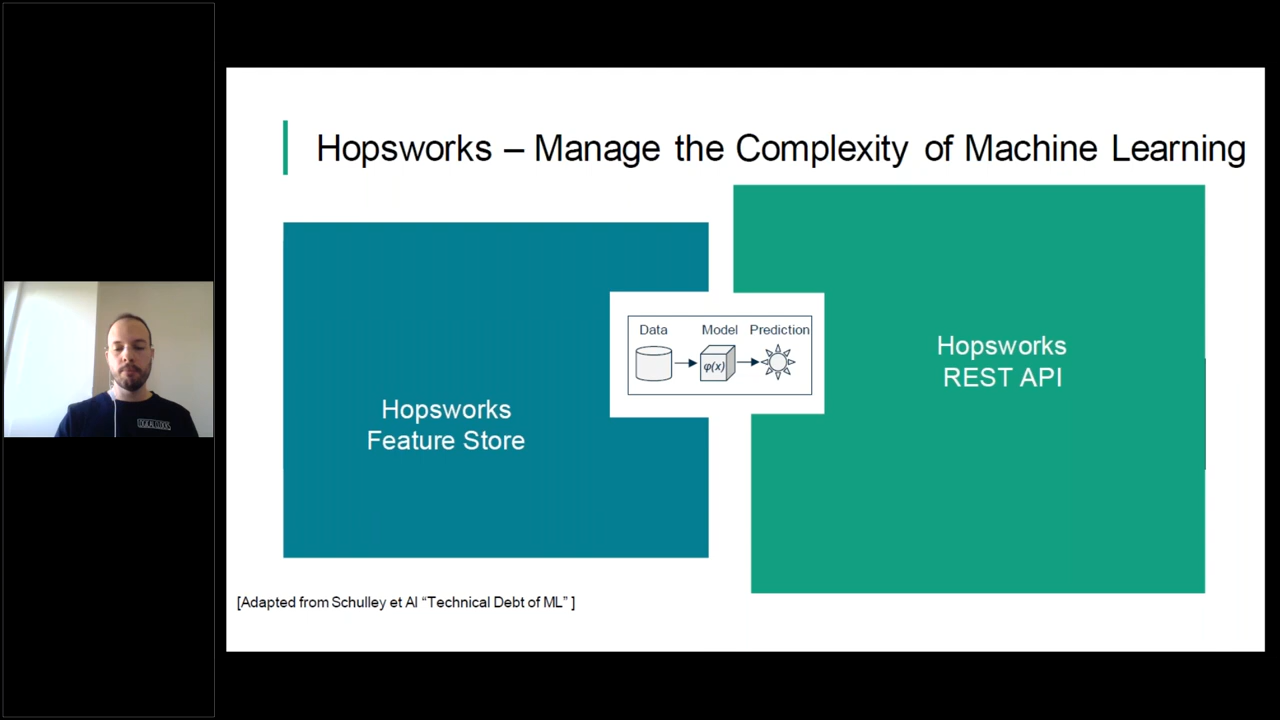 Hopsworks – Manage the Complexity of Machine Learning
Data Model Prediction
φ(x)
Hopsworks
Feature Store
Hopsworks
REST API
[Adapted from Schulley et Al “Technical Debt of ML” ]